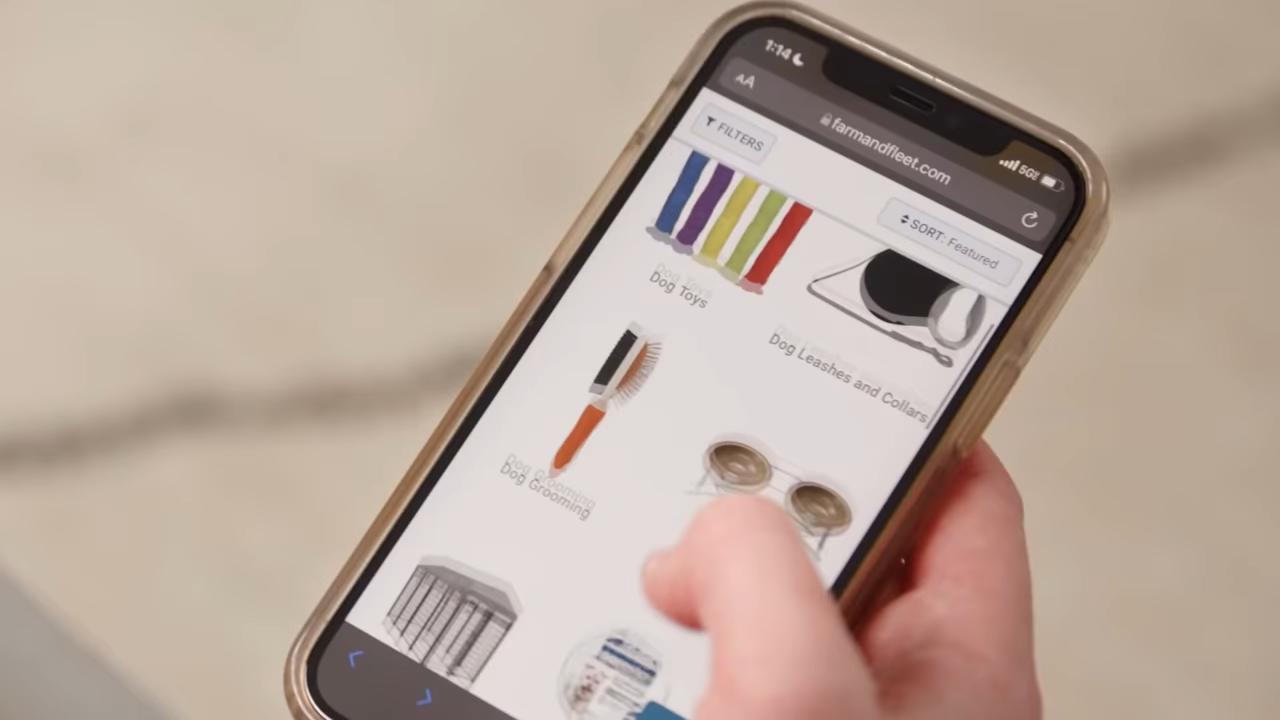 1:14
5G
AA
farmandfleet.com
FILTERS
SORT: Featured
Dog Toys
Dog Leashes and Collars
Dog Grooming